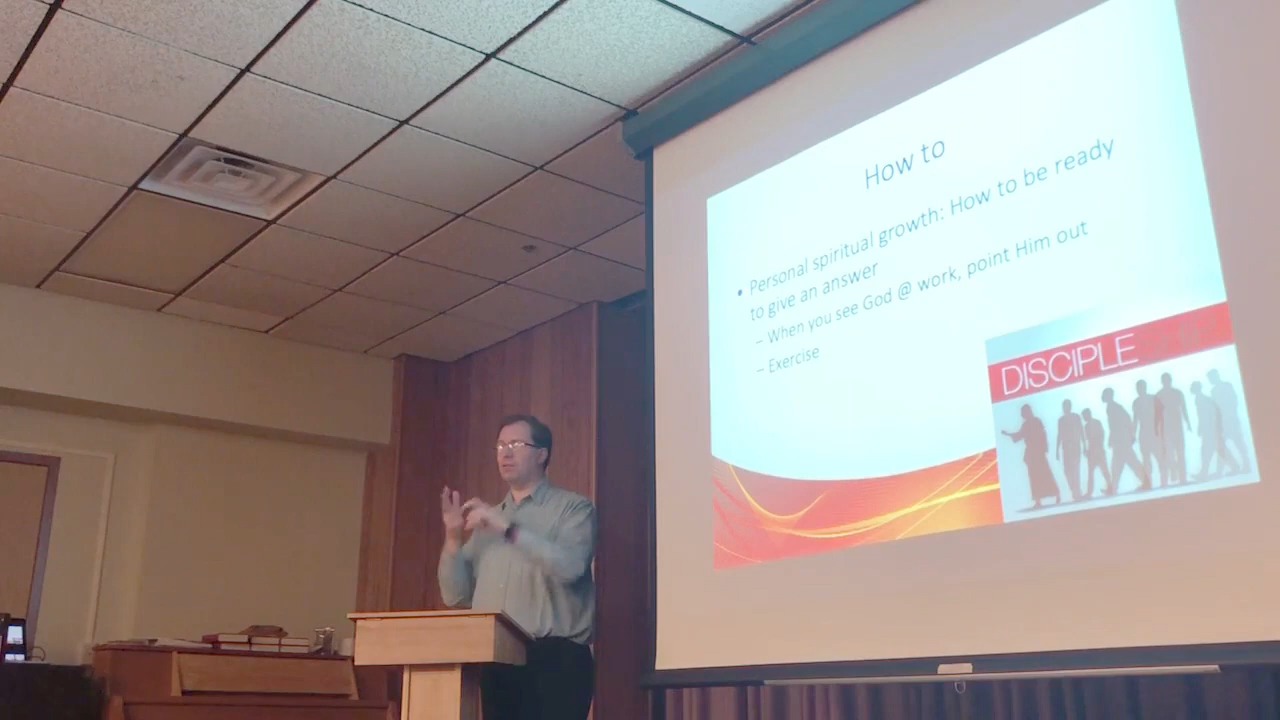 How to
• Personal spiritual growth: How to be ready
to give an answer
– When you see God @ work, point Him out
– Exercise
DISCIPLE